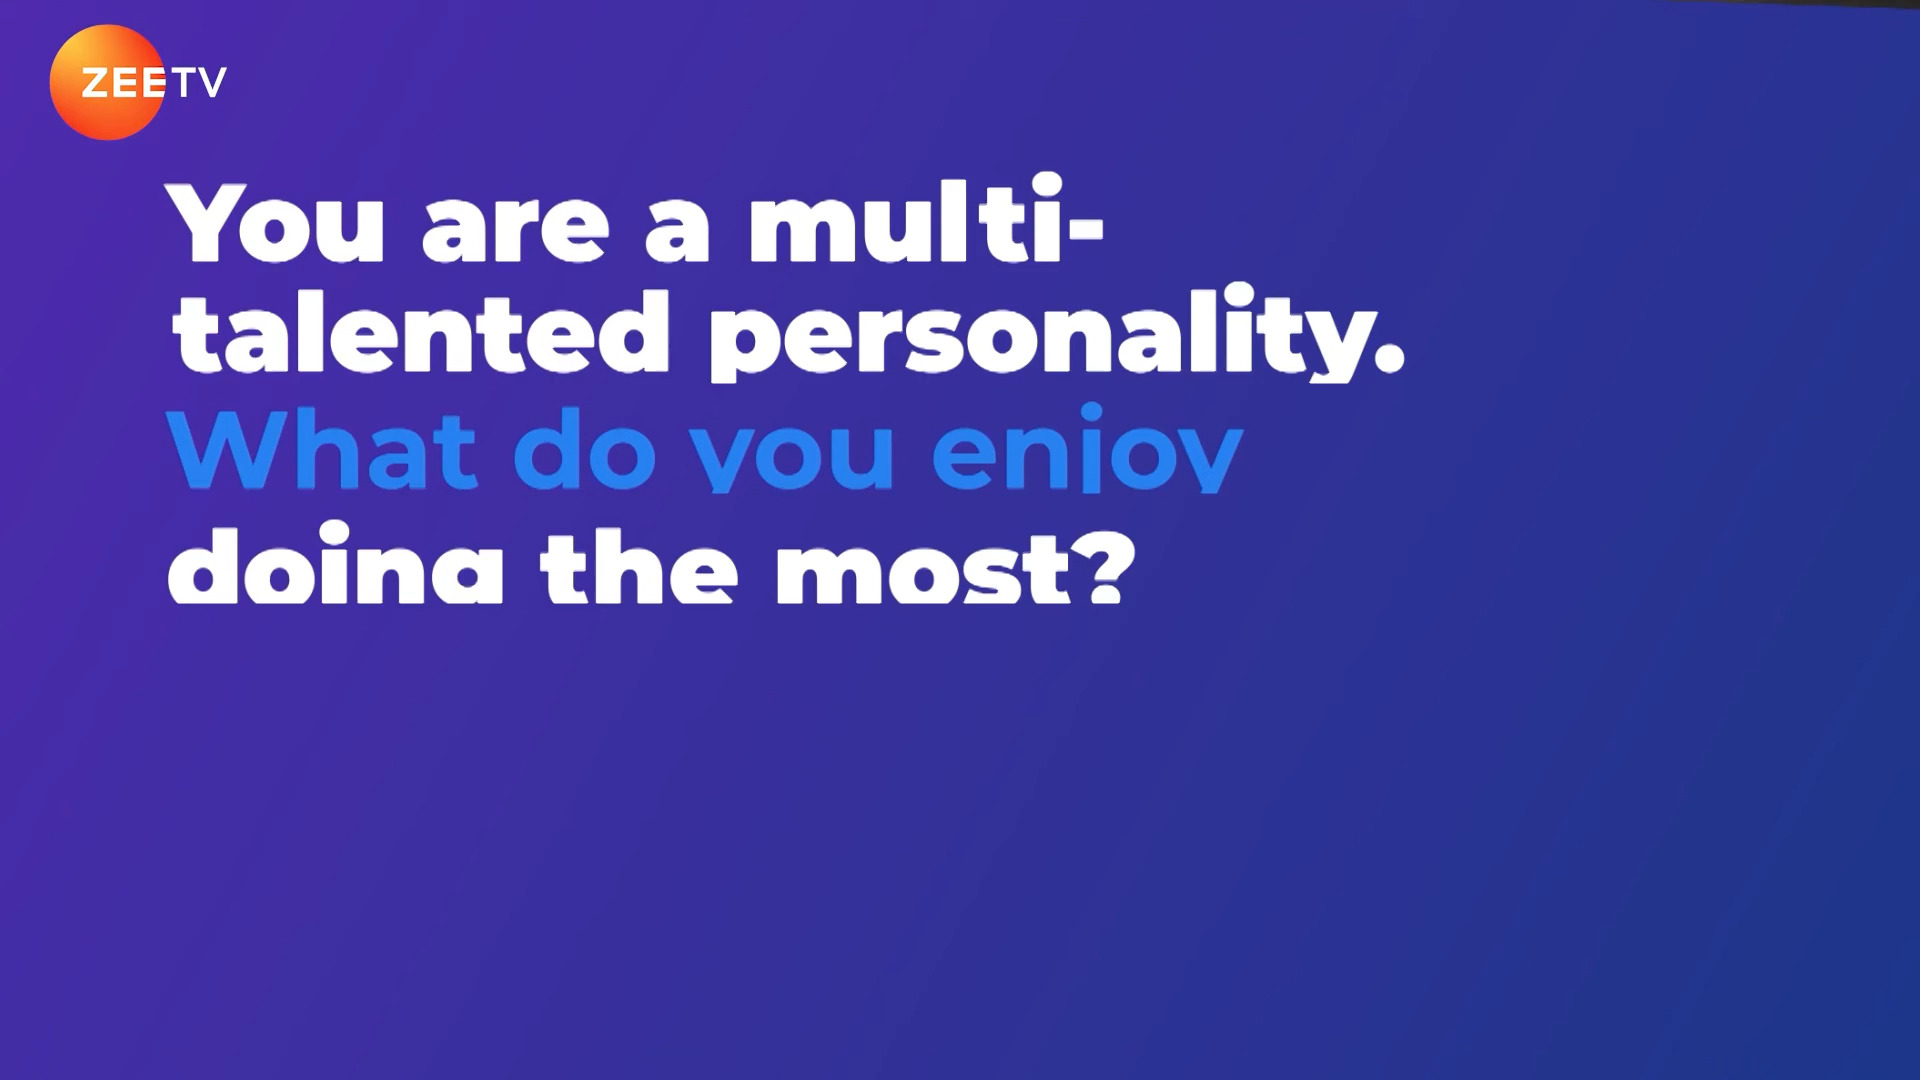 ZEETV
You are a multi-
talented personality.
What do you enjoy
doing the most?